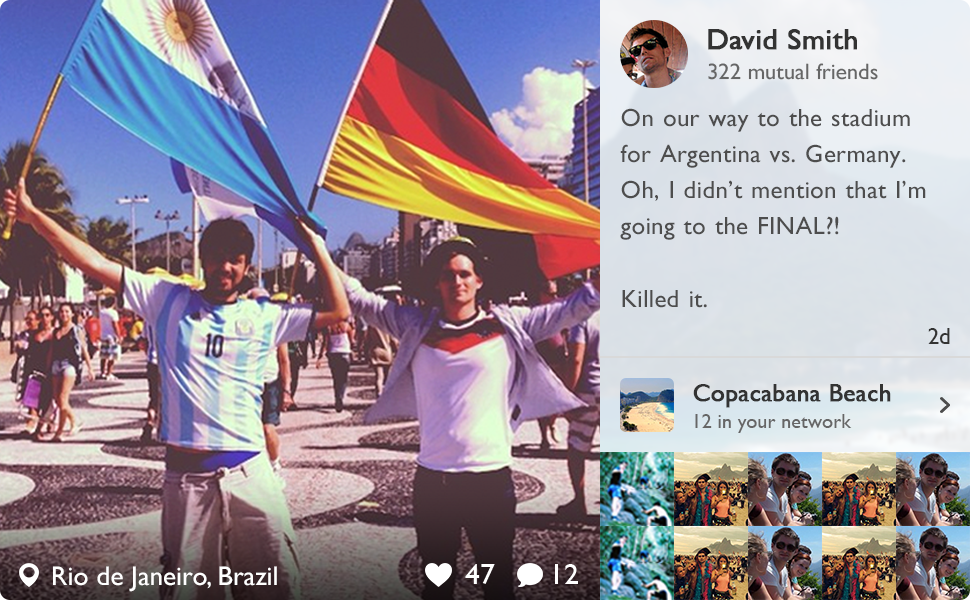 10
Rio de Janeiro, Brazil
47
12
David Smith
322 mutual friends
On our way to the stadium
for Argentina vs. Germany.
Oh, I didn’t mention that I’m
going to the FINAL?!
Killed it.
2d
Copacabana Beach
12 in your network